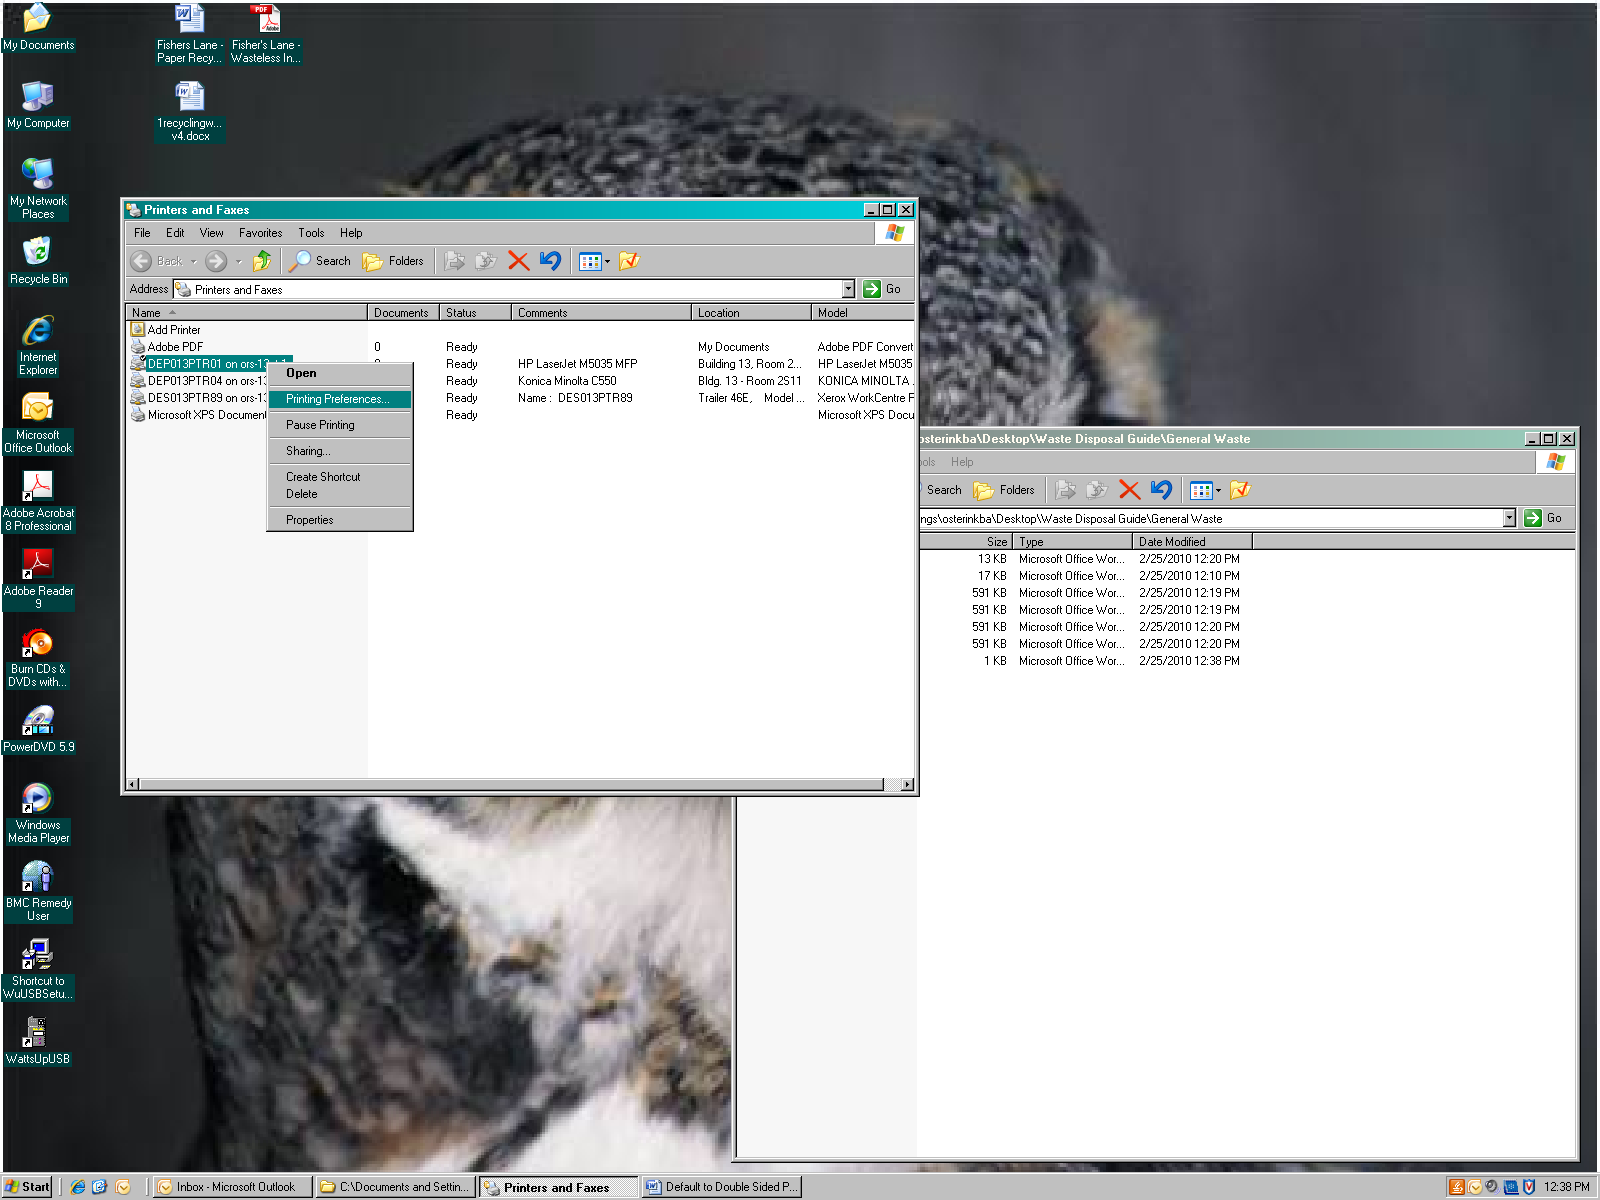 My Documents
Fishers Lane -
Paper Recy...
PDF
Adobe
Fisher's Lane -
Wasteless In...
My Computer
1recyclingw...
v4.docx
My Network
Places
Recycle Bin
Internet
Explorer
Microsoft
Office Outlook
Adobe Acrobat
8 Professional
Adobe Reader
9
Burn CDs &
DVDs with...
PowerDVD 5.9
Windows
Media Player
BMC Remedy
User
Shortcut to
WuUSBSetu...
WattsUpUSB
Printers and Faxes
File Edit View Favorites Tools Help
Back Search Folders
Address Printers and Faxes Go
Name Documents Status Comments Location Model
Add Printer
Adobe PDF 0 Ready My Documents Adobe PDF Convert
DEP013PTR01 on ors-13 Ready HP LaserJet M5035 MFP Building 13, Room 2... HP LaserJet M5035
DEP013PTR04 on ors-13 Ready Konica Minolta C550 Bldg. 13 - Room 2S11 KONICA MINOLTA
DES013PTR89 on ors-13 Ready Name : DES013PTR89 Trailer 46E, Model ... Xerox WorkCentre P
Microsoft XPS Document Ready Microsoft XPS Docu
Open
Printing Preferences...
Pause Printing
Sharing...
Create Shortcut
Delete
Properties
osterinkba\Desktop\Waste Disposal Guide\General Waste
ols Help
Search Folders
ngs\osterinkba\Desktop\Waste Disposal Guide\General Waste Go
Size Type Date Modified
13 KB Microsoft Office Wor... 2/25/2010 12:20 PM
17 KB Microsoft Office Wor... 2/25/2010 12:10 PM
591 KB Microsoft Office Wor... 2/25/2010 12:19 PM
591 KB Microsoft Office Wor... 2/25/2010 12:19 PM
591 KB Microsoft Office Wor... 2/25/2010 12:20 PM
591 KB Microsoft Office Wor... 2/25/2010 12:20 PM
1 KB Microsoft Office Wor... 2/25/2010 12:38 PM
Start Inbox - Microsoft Outlook C:\Documents and Settin... Printers and Faxes Default to Double Sided P... 12:38 PM